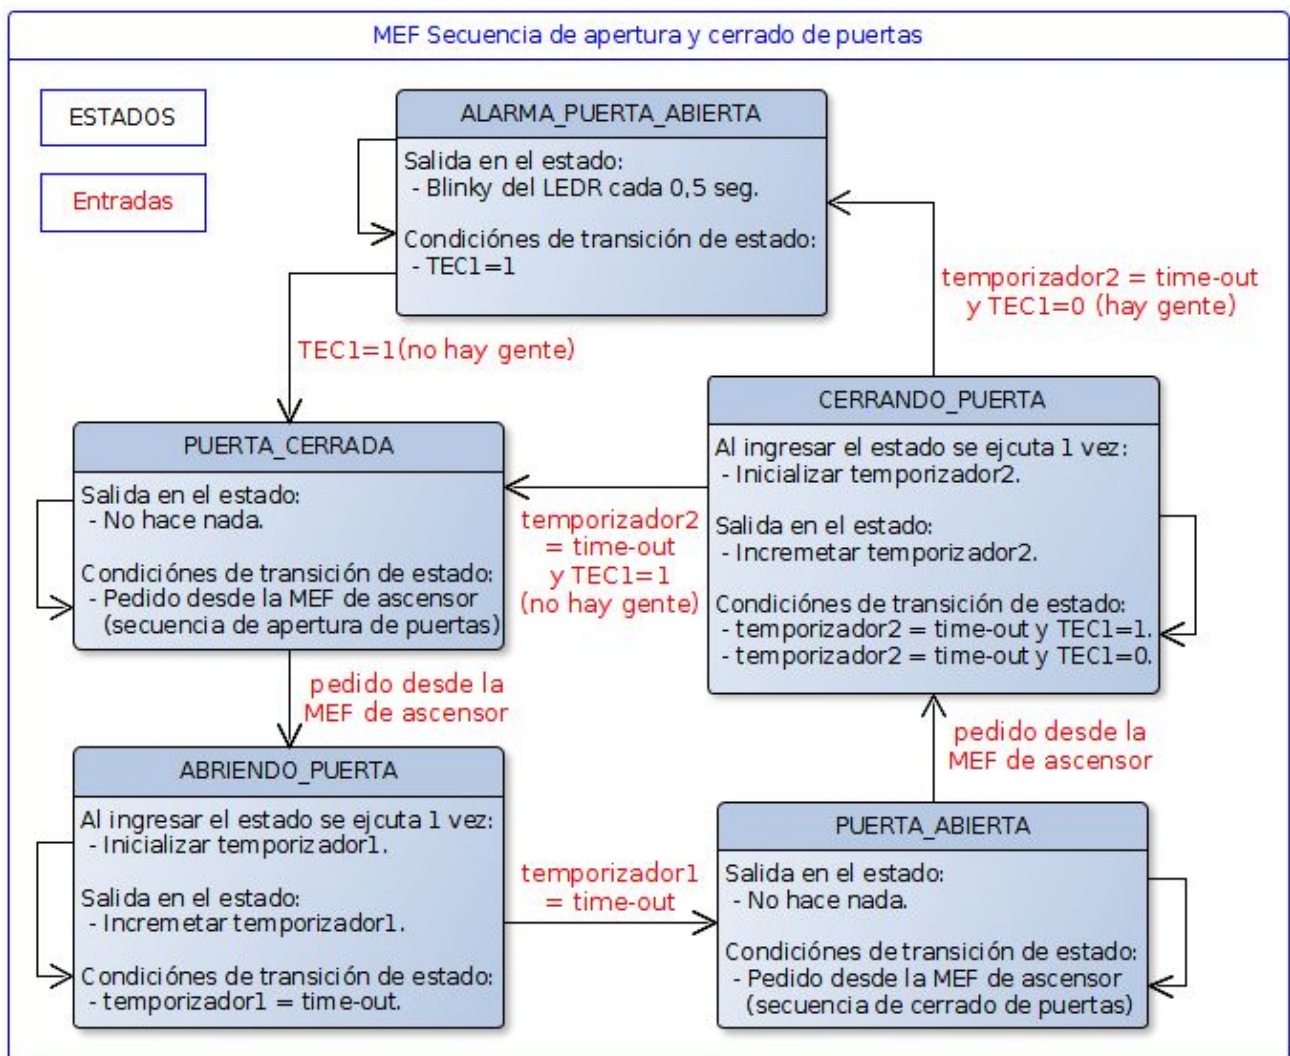 MEF Secuencia de apertura y cerrado de puertas
ESTADOS
Entradas
ALARMA_PUERTA_ABIERTA
Salida en el estado:
- Blinky del LEDR cada 0,5 seg.
Condiciónes de transición de estado:
- TEC1=1
temporizador2 = time-out
y TEC1=0 (hay gente)
TEC1=1(no hay gente)
CERRANDO_PUERTA
Al ingresar el estado se ejcuta 1 vez:
- Inicializar temporizador2.
Salida en el estado:
- Incremetar temporizador2.
Condiciónes de transición de estado:
- temporizador2 = time-out y TEC1=1.
- temporizador2 = time-out y TEC1=0.
PUERTA_CERRADA
Salida en el estado:
- No hace nada.
Condiciónes de transición de estado:
- Pedido desde la MEF de ascensor
(secuencia de apertura de puertas)
temporizador2
= time-out
y TEC1=1
(no hay gente)
pedido desde la
MEF de ascensor
ABRIENDO_PUERTA
Al ingresar el estado se ejcuta 1 vez:
- Inicializar temporizador1.
Salida en el estado:
- Incremetar temporizador1.
Condiciónes de transición de estado:
- temporizador1 = time-out.
temporizador1
= time-out
pedido desde la
MEF de ascensor
PUERTA_ABIERTA
Salida en el estado:
- No hace nada.
Condiciónes de transición de estado:
- Pedido desde la MEF de ascensor
(secuencia de cerrado de puertas)